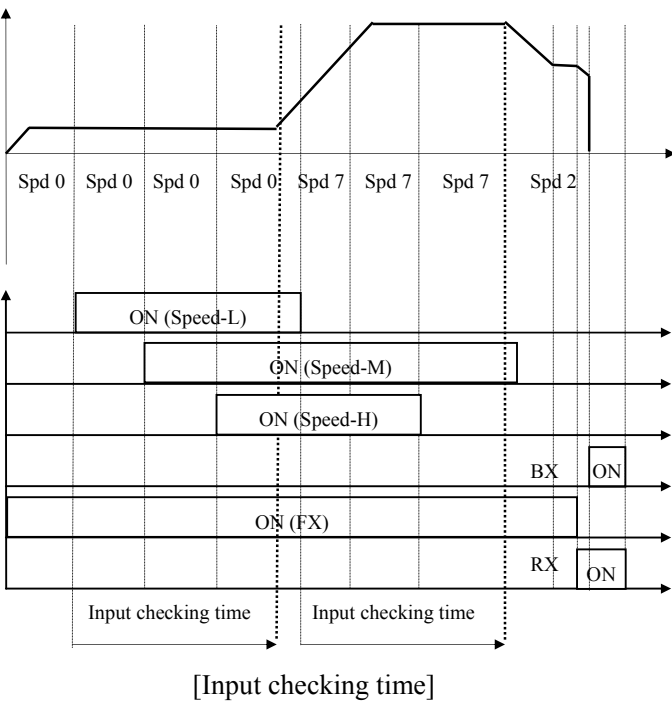 Spd 0 Spd 0 Spd 0 Spd 0 Spd 7 Spd 7 Spd 7 Spd 2
ON (Speed-L)
ON (Speed-M)
ON (Speed-H)
BX ON
ON (FX)
RX ON
Input checking time Input checking time
[Input checking time]